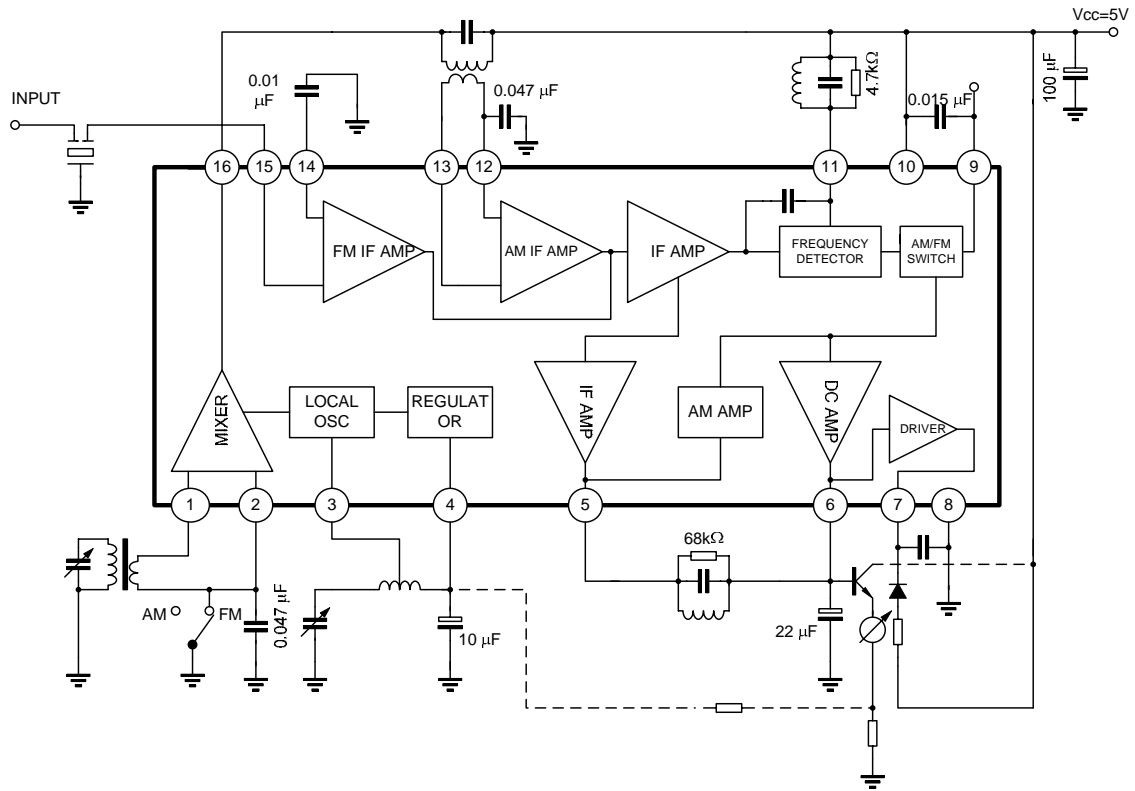 Vcc=5V
INPUT
0.01
µF
0.047 µF
4.7kΩ
0.015 µF
100 µF
16
15
14
13
12
11
10
9
FM IF AMP
AM IF AMP
IF AMP
FREQUENCY
DETECTOR
AM/FM
SWITCH
MIXER
LOCAL
OSC
REGULAT
OR
IF AMP
AM AMP
DC AMP
DRIVER
1
2
3
4
5
6
7
8
68kΩ
AM
FM
0.047 µF
10 µF
22 µF